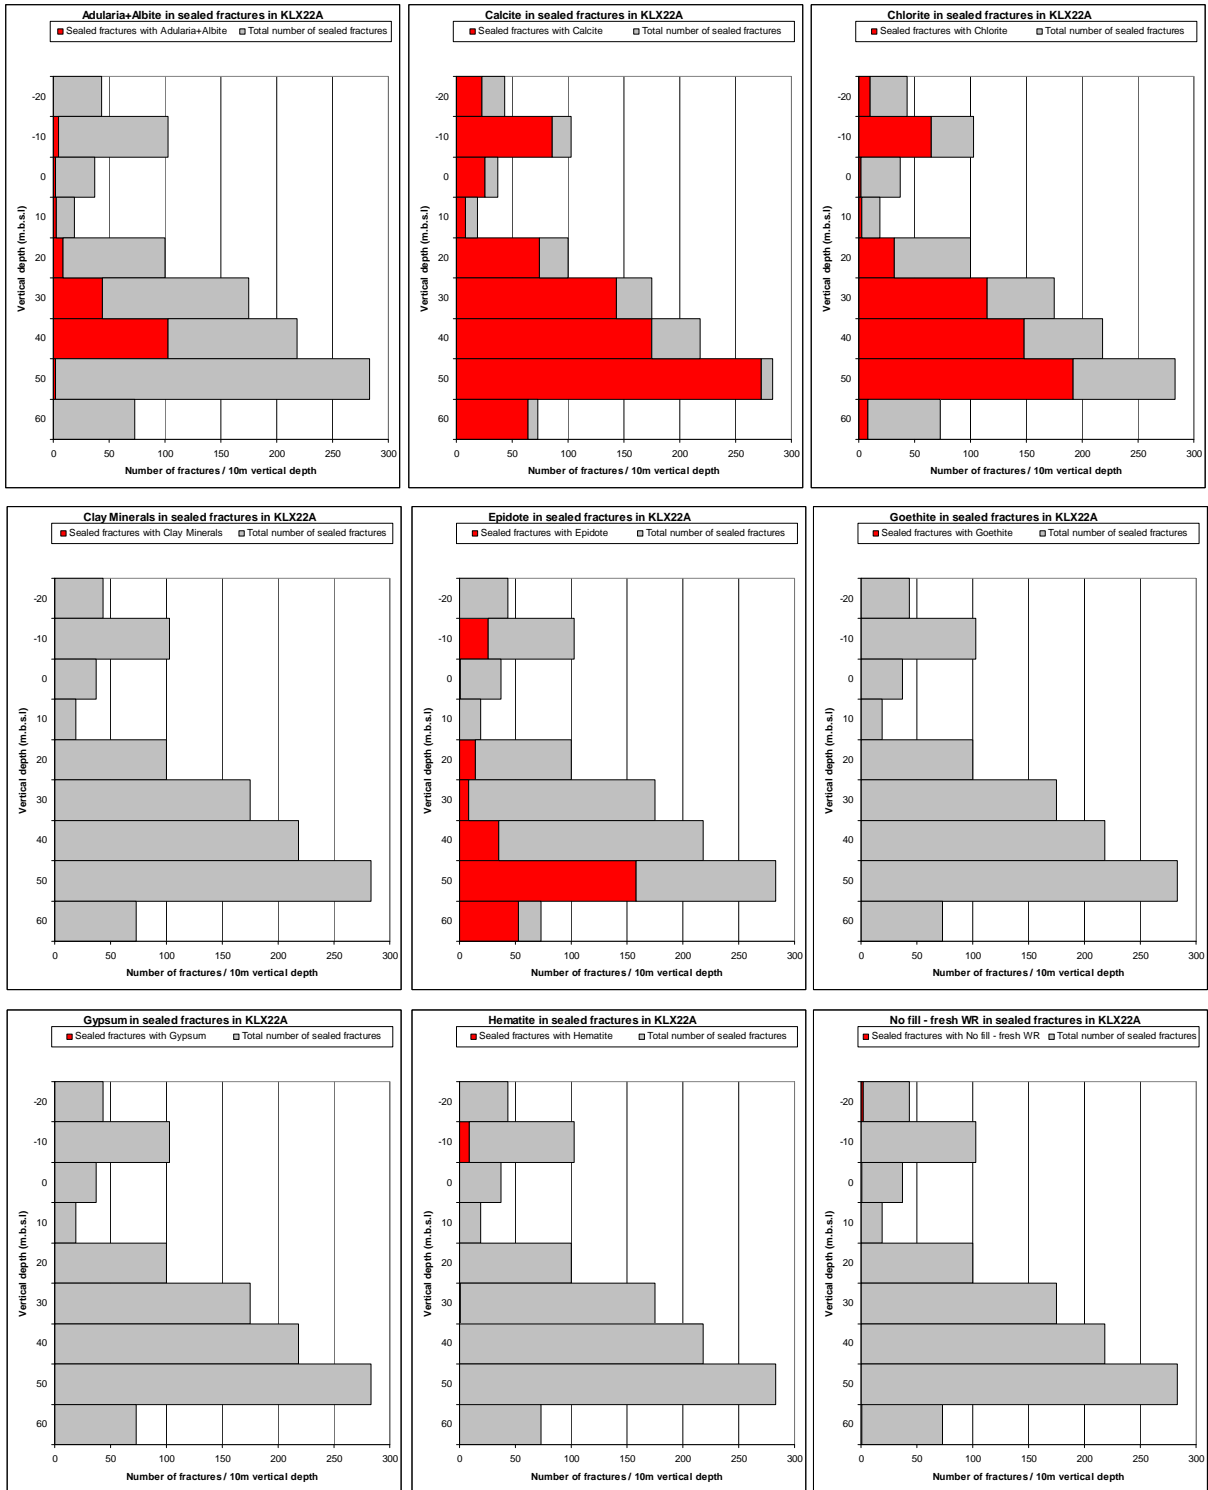 Adularia+Albite in sealed fractures in KLX22A
Sealed fractures with Adularia+Albite Total number of sealed fractures
-20
-10
0
10
20
30
40
50
60
Vertical depth (m.b.s.l)
0 50 100 150 200 250 300
Number of fractures / 10m vertical depth
Calcite in sealed fractures in KLX22A
Sealed fractures with Calcite Total number of sealed fractures
-20
-10
0
10
20
30
40
50
60
Vertical depth (m.b.s.l)
0 50 100 150 200 250 300
Number of fractures / 10m vertical depth
Chlorite in sealed fractures in KLX22A
Sealed fractures with Chlorite Total number of sealed fractures
-20
-10
0
10
20
30
40
50
60
Vertical depth (m.b.s.l)
0 50 100 150 200 250 300
Number of fractures / 10m vertical depth
Clay Minerals in sealed fractures in KLX22A
Sealed fractures with Clay Minerals Total number of sealed fractures
-20
-10
0
10
20
30
40
50
60
Vertical depth (m.b.s.l)
0 50 100 150 200 250 300
Number of fractures / 10m vertical depth
Epidote in sealed fractures in KLX22A
Sealed fractures with Epidote Total number of sealed fractures
-20
-10
0
10
20
30
40
50
60
Vertical depth (m.b.s.l)
0 50 100 150 200 250 300
Number of fractures / 10m vertical depth
Goethite in sealed fractures in KLX22A
Sealed fractures with Goethite Total number of sealed fractures
-20
-10
0
10
20
30
40
50
60
Vertical depth (m.b.s.l)
0 50 100 150 200 250 300
Number of fractures / 10m vertical depth
Gypsum in sealed fractures in KLX22A
Sealed fractures with Gypsum Total number of sealed fractures
-20
-10
0
10
20
30
40
50
60
Vertical depth (m.b.s.l)
0 50 100 150 200 250 300
Number of fractures / 10m vertical depth
Hematite in sealed fractures in KLX22A
Sealed fractures with Hematite Total number of sealed fractures
-20
-10
0
10
20
30
40
50
60
Vertical depth (m.b.s.l)
0 50 100 150 200 250 300
Number of fractures / 10m vertical depth
No fill - fresh WR in sealed fractures in KLX22A
Sealed fractures with No fill - fresh WR Total number of sealed fractures
-20
-10
0
10
20
30
40
50
60
Vertical depth (m.b.s.l)
0 50 100 150 200 250 300
Number of fractures / 10m vertical depth